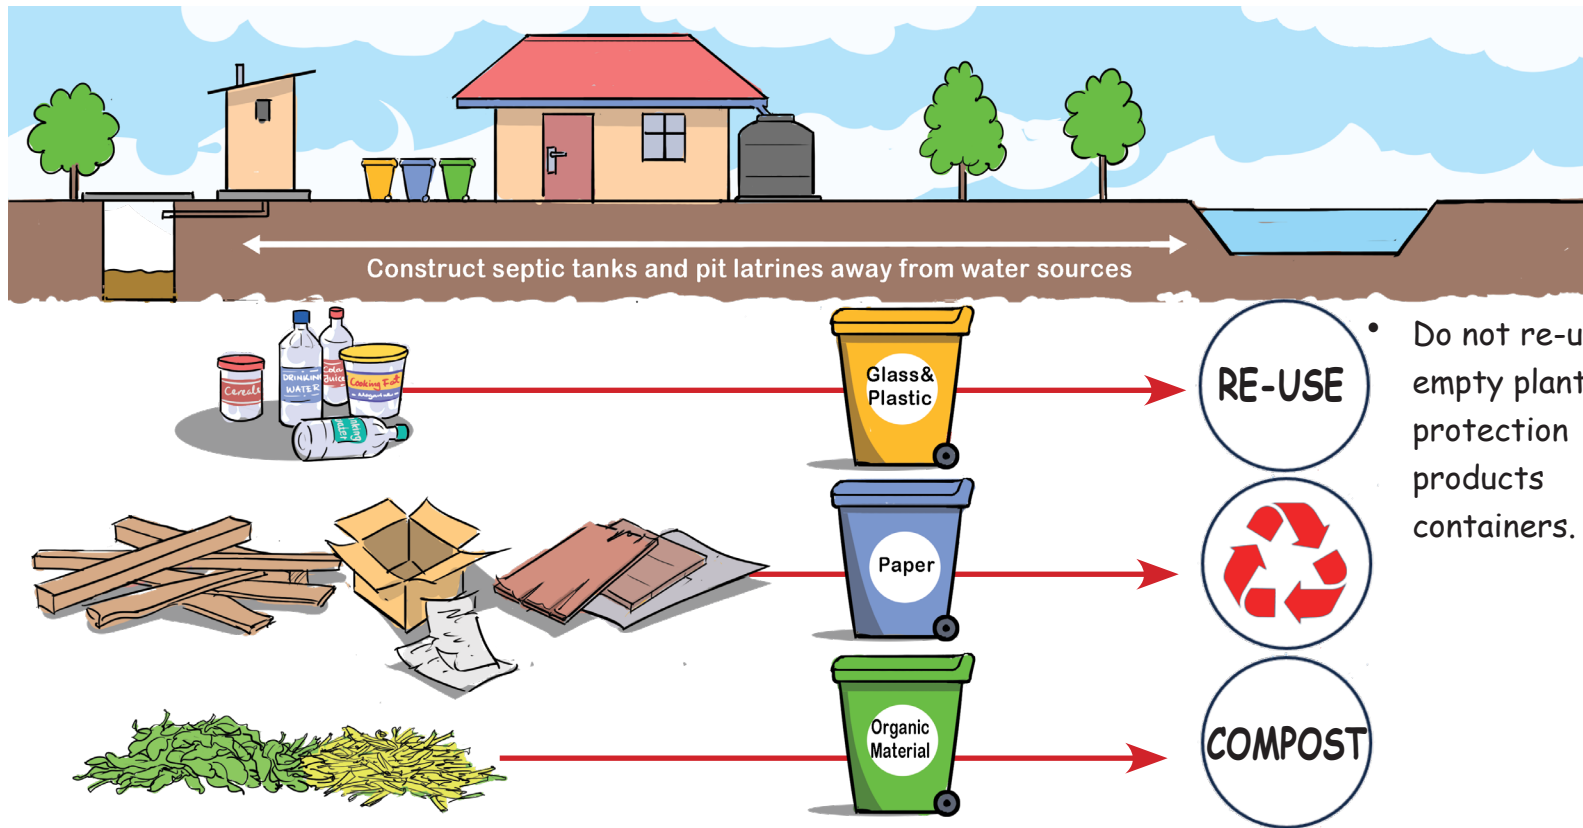 Construct septic tanks and pit latrines away from water sources
Cereals
DRINKING
WATER
Cola
Juice
Cooking Fat
Glass&
Plastic
RE-USE
• Do not re-u
empty plant
protection
products
containers.
Paper
Organic
Material
COMPOST